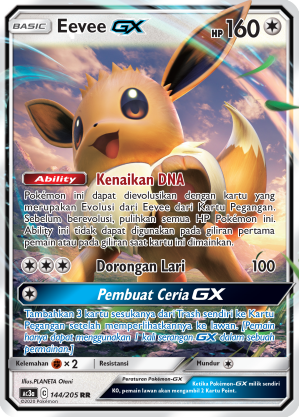 BASIC Eevee GX HP 160
Ability Kenaikan DNA
Pokémon ini dapat dievolusikan dengan kartu yang
merupakan Evolusi dari Eevee dari Kartu Pegangan.
Sebelum berevolusi, pulihkan semua HP Pokémon ini.
Ability ini tidak dapat digunakan pada giliran pertama
pemain atau pada giliran saat kartu ini dimainkan.
Dorongan Lari 100
Pembuat Ceria GX
Tambahkan 3 kartu sesukanya dari Trash sendiri ke Kartu
Pegangan setelah memperlihatkannya ke lawan. [Pemain
hanya dapat menggunakan 1 kali serangan GX dalam sekali
permainan.]
Kelemahan × 2 Resistansi Mundur
Illus.PLANETA Otani
Peraturan Pokémon-GX
Ketika Pokémon-GX milik sendiri
KO, pemain lawan akan mengambil 2 Kartu Point.
AC3a C 144/205 RR
©2020 Pokémon